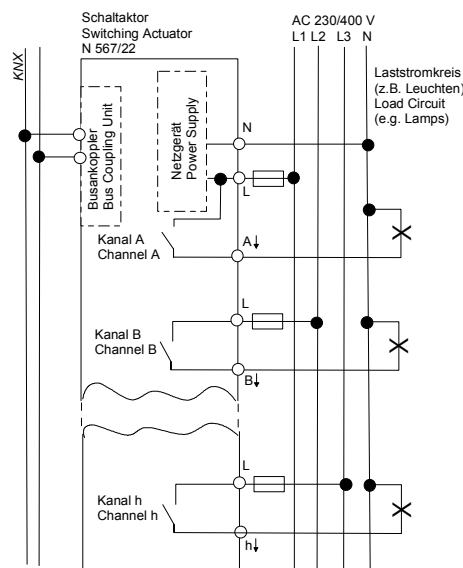 Schaltaktor
Switching Actuator
N 567/22
AC 230/400 V
L1 L2 L3 N
KNX
Laststromkreis
(z.B. Leuchten)
Load Circuit
(e.g. Lamps)
Busankoppler
Bus Coupling Unit
Netzgerät
Power Supply
N
L
Kanal A
Channel A
A↓
L
Kanal B
Channel B
B↓
L
Kanal h
Channel h
h↓